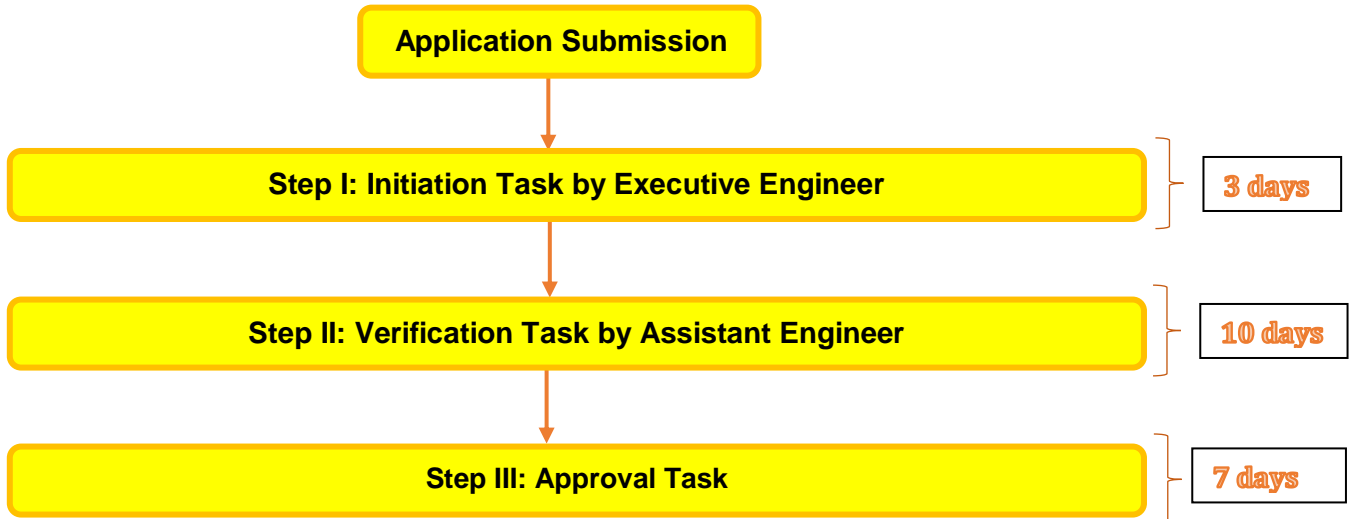 Application Submission
Step I: Initiation Task by Executive Engineer
3 days
Step II: Verification Task by Assistant Engineer
10 days
Step III: Approval Task
7 days